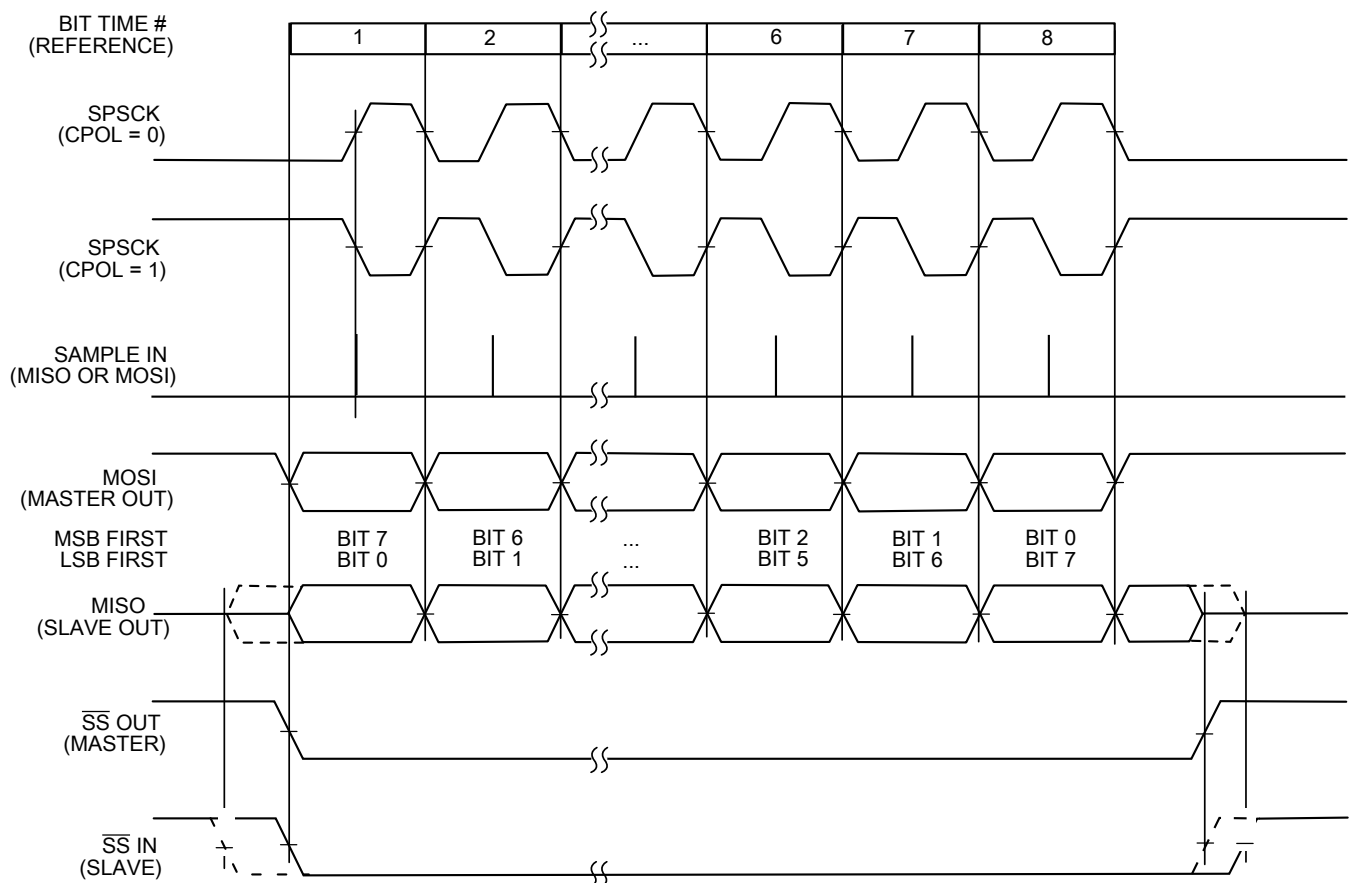 BIT TIME #
(REFERENCE)
1 2 ... 6 7 8
SPSCK
(CPOL = 0)
SPSCK
(CPOL = 1)
SAMPLE IN
(MISO OR MOSI)
MOSI
(MASTER OUT)
MSB FIRST BIT 7 BIT 6 ... BIT 2 BIT 1 BIT 0
LSB FIRST BIT 0 BIT 1 ... BIT 5 BIT 6 BIT 7
MISO
(SLAVE OUT)
SS OUT
(MASTER)
SS IN
(SLAVE)